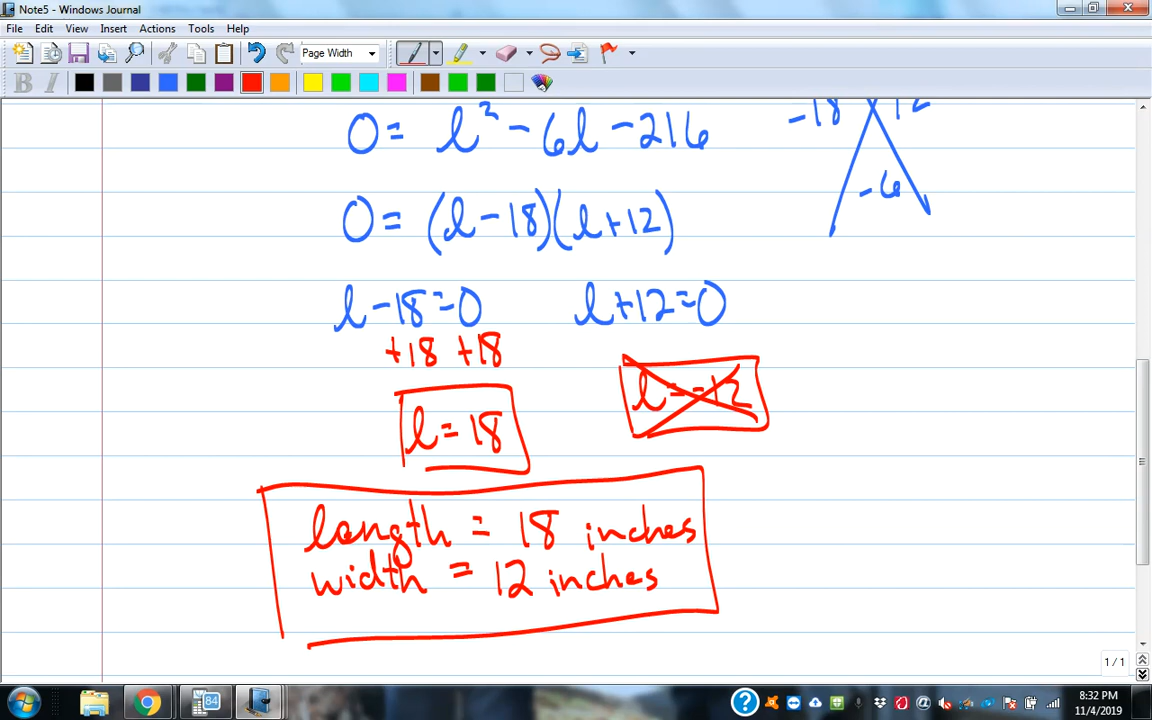 Note5 - Windows Journal
File Edit View Insert Actions Tools Help
Page Width
B I
0 = l² - 6l - 216
-18 12
-6
0 = (l-18)(l+12)
l-18=0 l+12=0
+18 +18
l=-12
l=18
length = 18 inches
width = 12 inches
1 / 1
84
8:32 PM
11/4/2019